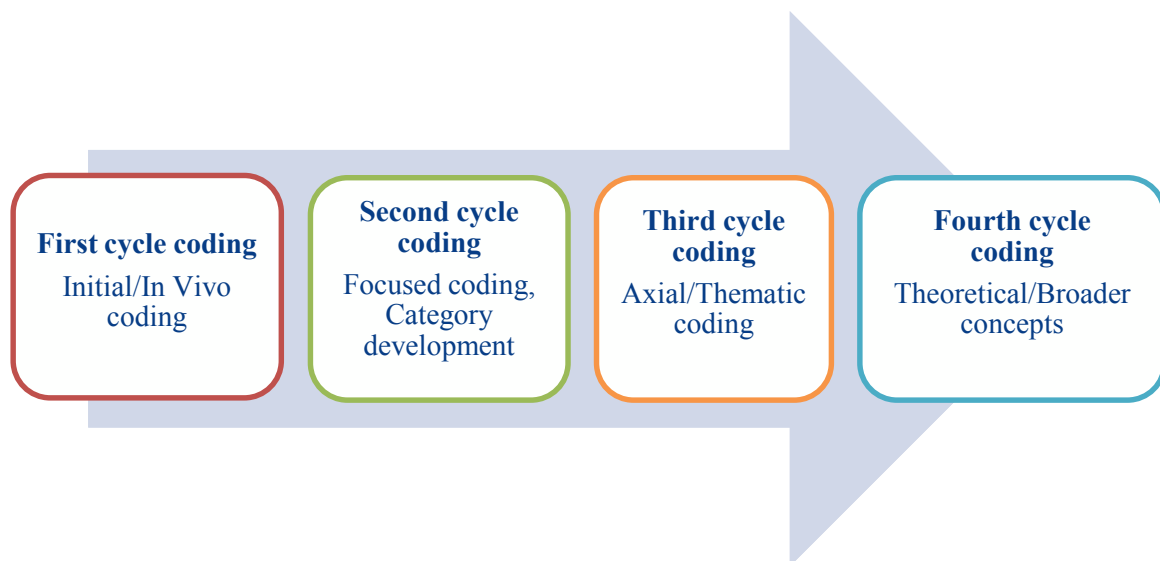 First cycle coding
Initial/In Vivo
coding
Second cycle
coding
Focused coding,
Category
development
Third cycle
coding
Axial/Thematic
coding
Fourth cycle
coding
Theoretical/Broader
concepts